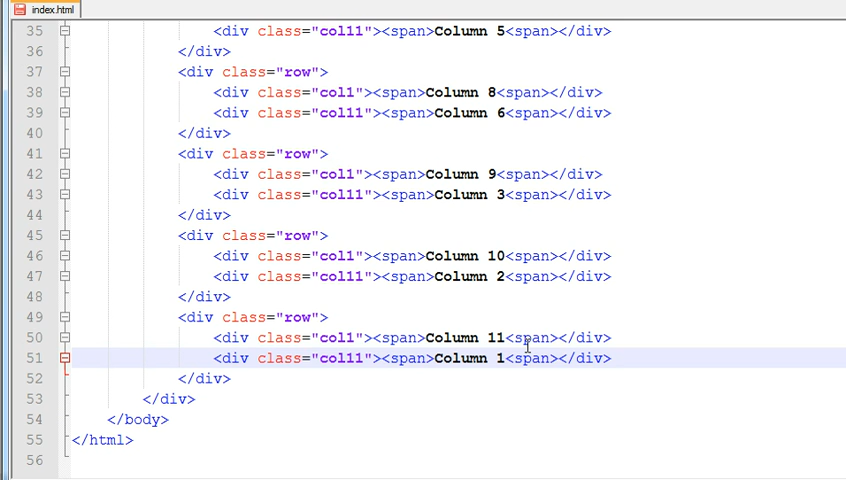 index.html
35 <div class="col11"><span>Column 5<span></div>
36 </div>
37 <div class="row">
38 <div class="col1"><span>Column 8<span></div>
39 <div class="col11"><span>Column 6<span></div>
40 </div>
41 <div class="row">
42 <div class="col1"><span>Column 9<span></div>
43 <div class="col11"><span>Column 3<span></div>
44 </div>
45 <div class="row">
46 <div class="col1"><span>Column 10<span></div>
47 <div class="col11"><span>Column 2<span></div>
48 </div>
49 <div class="row">
50 <div class="col1"><span>Column 11<span></div>
51 <div class="col11"><span>Column 1<span></div>
52 </div>
53 </div>
54 </body>
55 </html>
56